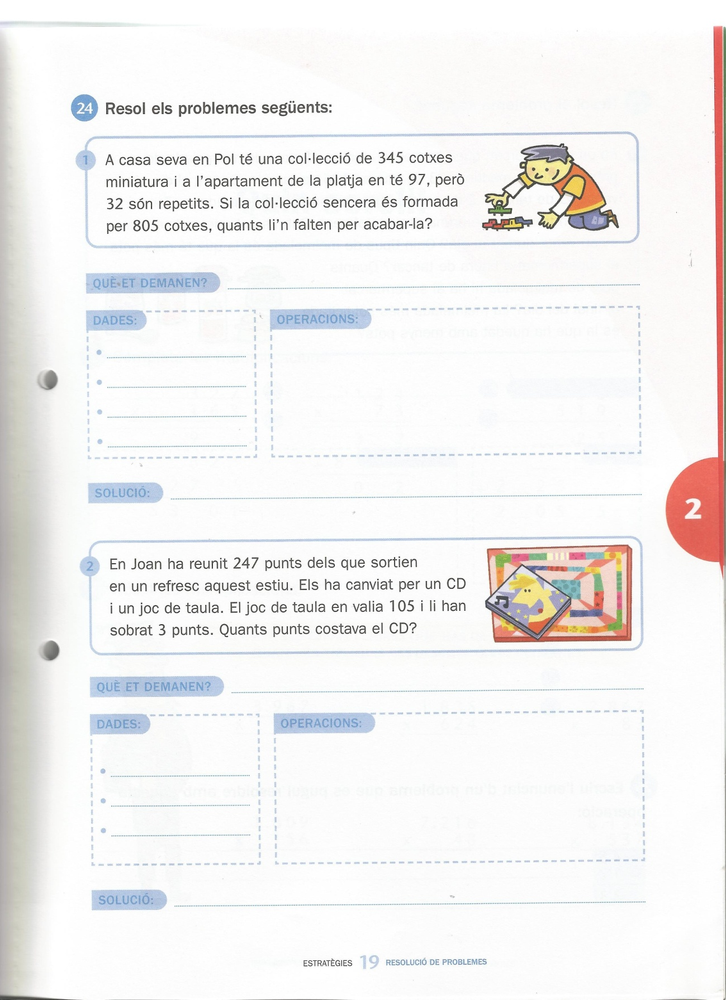 24 Resol els problemes següents:
1 A casa seva en Pol té una col·lecció de 345 cotxes
miniatura i a l'apartament de la platja en té 97, però
32 són repetits. Si la col·lecció sencera és formada
per 805 cotxes, quants li'n falten per acabar-la?
QUÈ ET DEMANEN?
DADES:
OPERACIONS:
SOLUCIÓ:
2
2 En Joan ha reunit 247 punts dels que sortien
en un refresc aquest estiu. Els ha canviat per un CD
i un joc de taula. El joc de taula en valia 105 i li han
sobrat 3 punts. Quants punts costava el CD?
QUÈ ET DEMANEN?
DADES:
OPERACIONS:
SOLUCIÓ:
ESTRATÈGIES 19 RESOLUCIÓ DE PROBLEMES